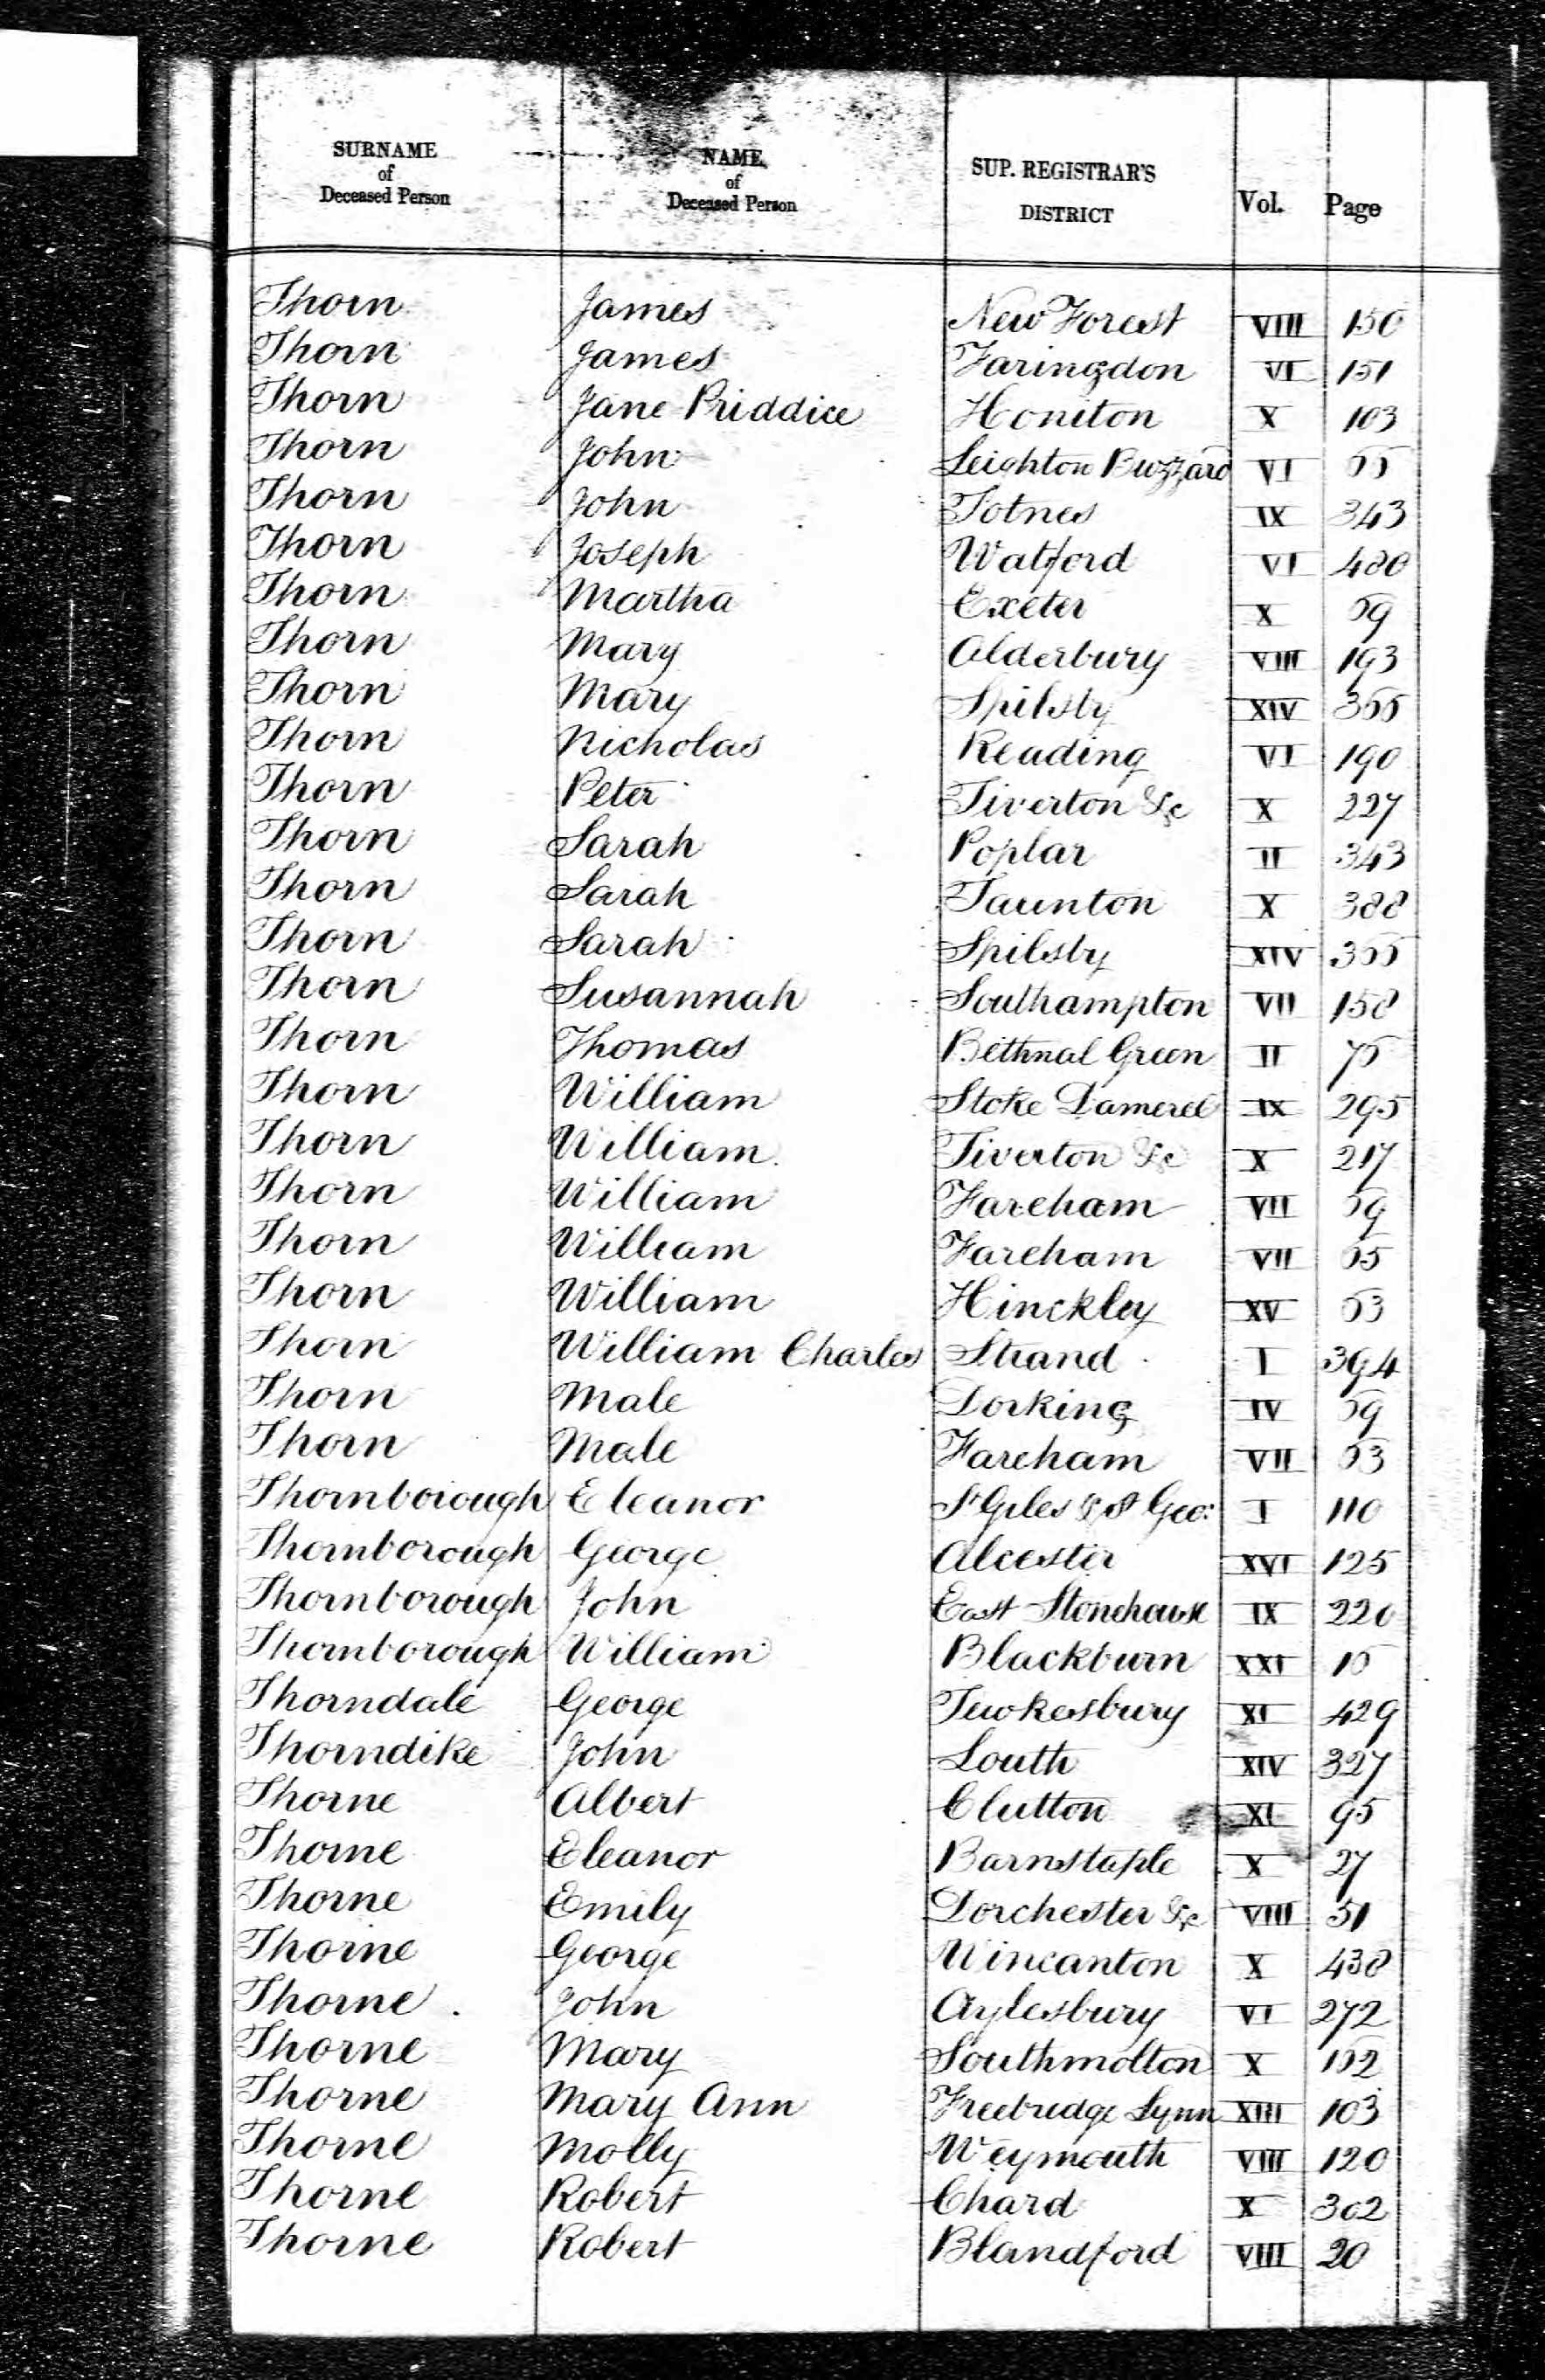 SURNAME of Deceased Person NAME of Deceased Person SUP. REGISTRAR'S DISTRICT Vol. Page
Thorn James New Forest VIII 150
Thorn James Faringdon VI 151
Thorn Jane Priddice Honiton X 103
Thorn John Leighton Buzzard VI 55
Thorn John Totnes IX 343
Thorn Joseph Watford VI 480
Thorn Martha Exeter X 59
Thorn Mary Alderbury VIII 193
Thorn Mary Spilsby XIV 355
Thorn Nicholas Reading VI 190
Thorn Peter Tiverton &c X 227
Thorn Sarah Poplar II 343
Thorn Sarah Taunton X 388
Thorn Sarah Spilsby XIV 355
Thorn Susannah Southampton VII 158
Thorn Thomas Bethnal Green II 75
Thorn William Stoke Damerel IX 295
Thorn William Tiverton &c X 217
Thorn William Fareham VII 59
Thorn William Fareham VII 55
Thorn William Hinckley XV 53
Thorn William Charles Strand I 394
Thorn Male Dorking IV 59
Thorn Male Fareham VII 53
Thornborough Eleanor St Giles & St Geo: I 110
Thornborough George Alcester XVI 125
Thornborough John East Stonehouse IX 220
Thornborough William Blackburn XXI 15
Thorndale George Tewkesbury XI 429
Thorndike John Louth XIV 327
Thorne Albert Clutton XI 95
Thorne Eleanor Barnstaple X 27
Thorne Emily Dorchester &c VIII 51
Thorne George Wincanton X 438
Thorne John Aylesbury VI 272
Thorne Mary Southmolton X 152
Thorne Mary Ann Freebridge Lynn XIII 103
Thorne Molly Weymouth VIII 120
Thorne Robert Chard X 302
Thorne Robert Blandford VIII 20